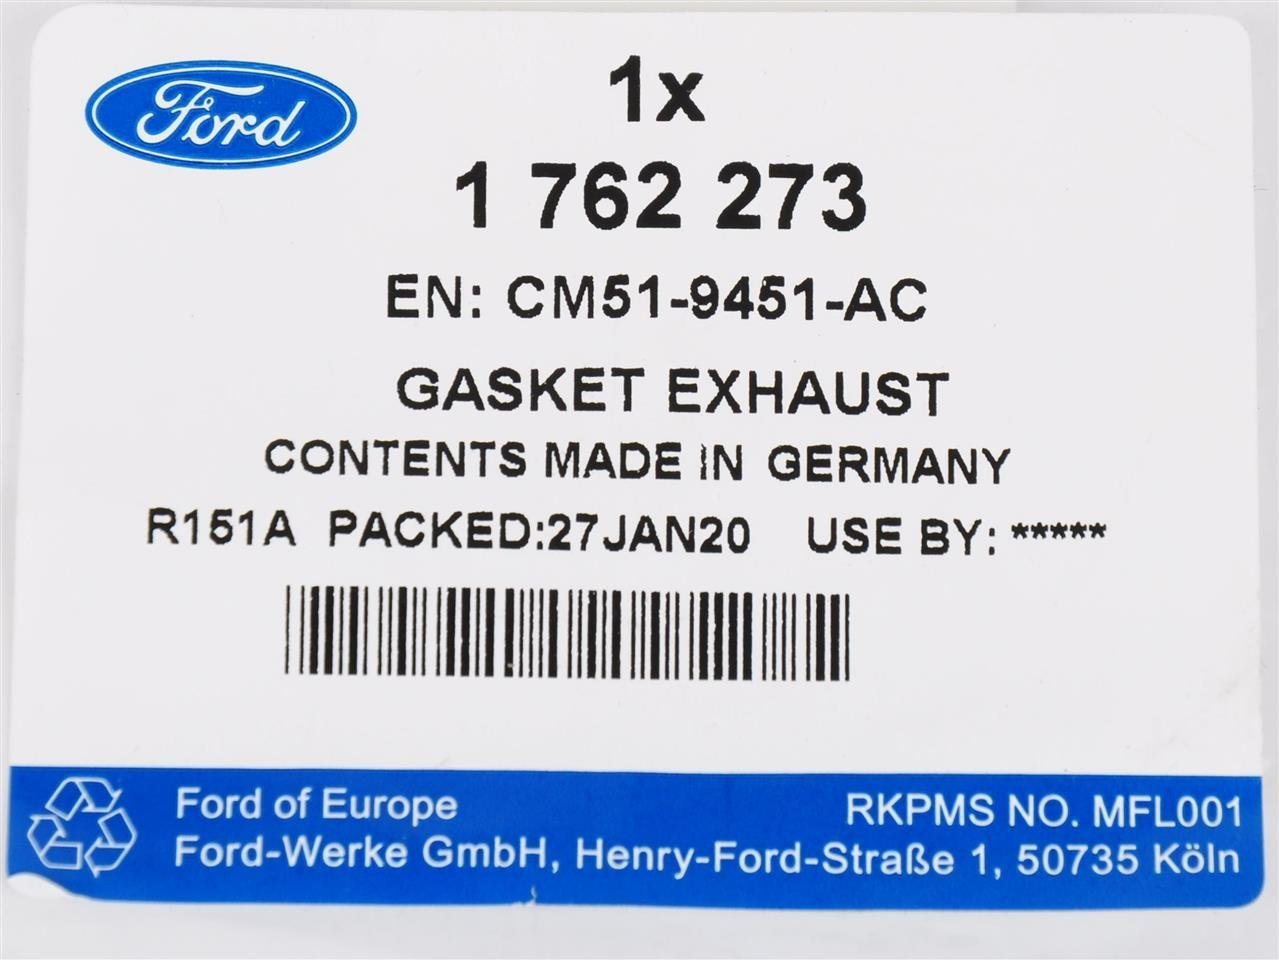 Ford
1x
1 762 273
EN: CM51-9451-AC
GASKET EXHAUST
CONTENTS MADE IN GERMANY
R151A PACKED:27JAN20 USE BY: *****
Ford of Europe RKPMS NO. MFL001
Ford-Werke GmbH, Henry-Ford-Straße 1, 50735 Köln